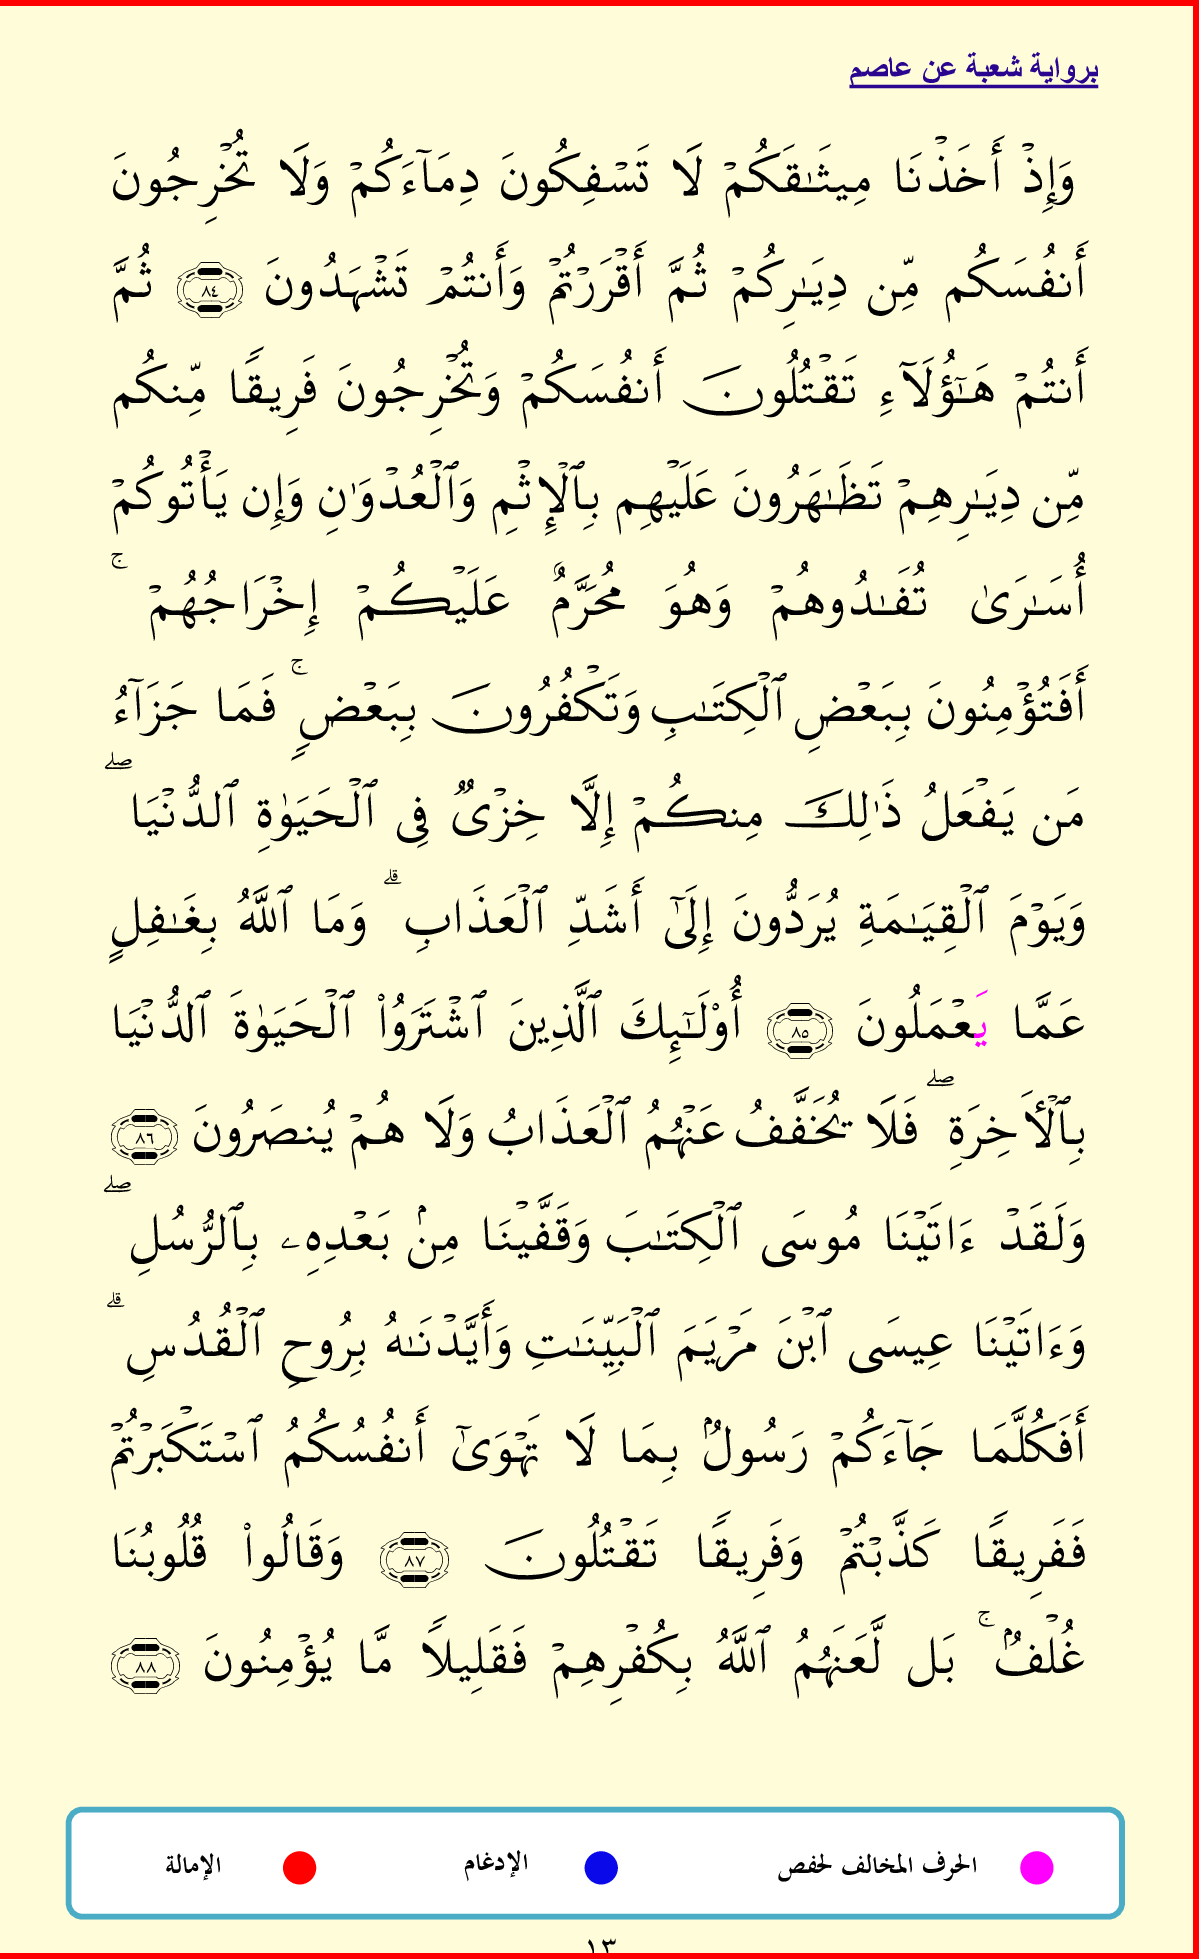 برواية شعبة عن عاصم
وَإِذْ أَخَذْنَا مِيثَـٰقَكُمْ لَا تَسْفِكُونَ دِمَآءَكُمْ وَلَا تُخْرِجُونَ
أَنفُسَكُم مِّن دِيَـٰرِكُمْ ثُمَّ أَقْرَرْتُمْ وَأَنتُمْ تَشْهَدُونَ ٨٤ ثُمَّ
أَنتُمْ هَـٰٓؤُلَآءِ تَقْتُلُونَ أَنفُسَكُمْ وَتُخْرِجُونَ فَرِيقًا مِّنكُم
مِّن دِيَـٰرِهِمْ تَظَّـٰهَرُونَ عَلَيْهِم بِٱلْإِثْمِ وَٱلْعُدْوَٰنِ وَإِن يَأْتُوكُمْ
أُسَـٰرَىٰ تُفَـٰدُوهُمْ وَهُوَ مُحَرَّمٌ عَلَيْكُمْ إِخْرَاجُهُمْ ۚ
أَفَتُؤْمِنُونَ بِبَعْضِ ٱلْكِتَـٰبِ وَتَكْفُرُونَ بِبَعْضٍ ۚ فَمَا جَزَآءُ
مَن يَفْعَلُ ذَٰلِكَ مِنكُمْ إِلَّا خِزْىٌ فِى ٱلْحَيَوٰةِ ٱلدُّنْيَا ۖ
وَيَوْمَ ٱلْقِيَـٰمَةِ يُرَدُّونَ إِلَىٰٓ أَشَدِّ ٱلْعَذَابِ ۗ وَمَا ٱللَّهُ بِغَـٰفِلٍ
عَمَّا يَعْمَلُونَ ٨٥ أُو۟لَـٰٓئِكَ ٱلَّذِينَ ٱشْتَرَوُا۟ ٱلْحَيَوٰةَ ٱلدُّنْيَا
بِٱلْأَخِرَةِ ۖ فَلَا يُخَفَّفُ عَنْهُمُ ٱلْعَذَابُ وَلَا هُمْ يُنصَرُونَ ٨٦
وَلَقَدْ ءَاتَيْنَا مُوسَى ٱلْكِتَـٰبَ وَقَفَّيْنَا مِنۢ بَعْدِهِۦ بِٱلرُّسُلِ ۖ
وَءَاتَيْنَا عِيسَى ٱبْنَ مَرْيَمَ ٱلْبَيِّنَـٰتِ وَأَيَّدْنَـٰهُ بِرُوحِ ٱلْقُدُسِ ۗ
أَفَكُلَّمَا جَآءَكُمْ رَسُولٌۢ بِمَا لَا تَهْوَىٰٓ أَنفُسُكُمُ ٱسْتَكْبَرْتُمْ
فَفَرِيقًا كَذَّبْتُمْ وَفَرِيقًا تَقْتُلُونَ ٨٧ وَقَالُوا۟ قُلُوبُنَا
غُلْفٌۢ ۚ بَل لَّعَنَهُمُ ٱللَّهُ بِكُفْرِهِمْ فَقَلِيلًا مَّا يُؤْمِنُونَ ٨٨
الحرف المخالف لحفص الإدغام الإمالة
١٣